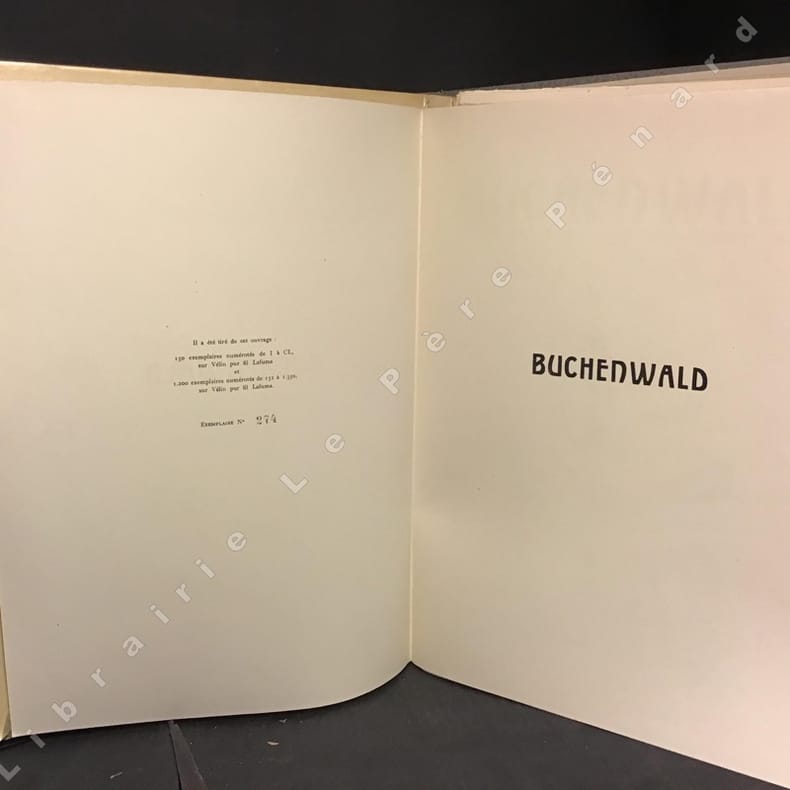 Il a été tiré de cet ouvrage :
150 exemplaires numérotés de I à CL,
sur Vélin pur fil Lafuma
et
1.200 exemplaires numérotés de 151 à 1.350,
sur Vélin pur fil Lafuma.
Exemplaire N° 274
BUCHENWALD
Librairie Le Père Pénard